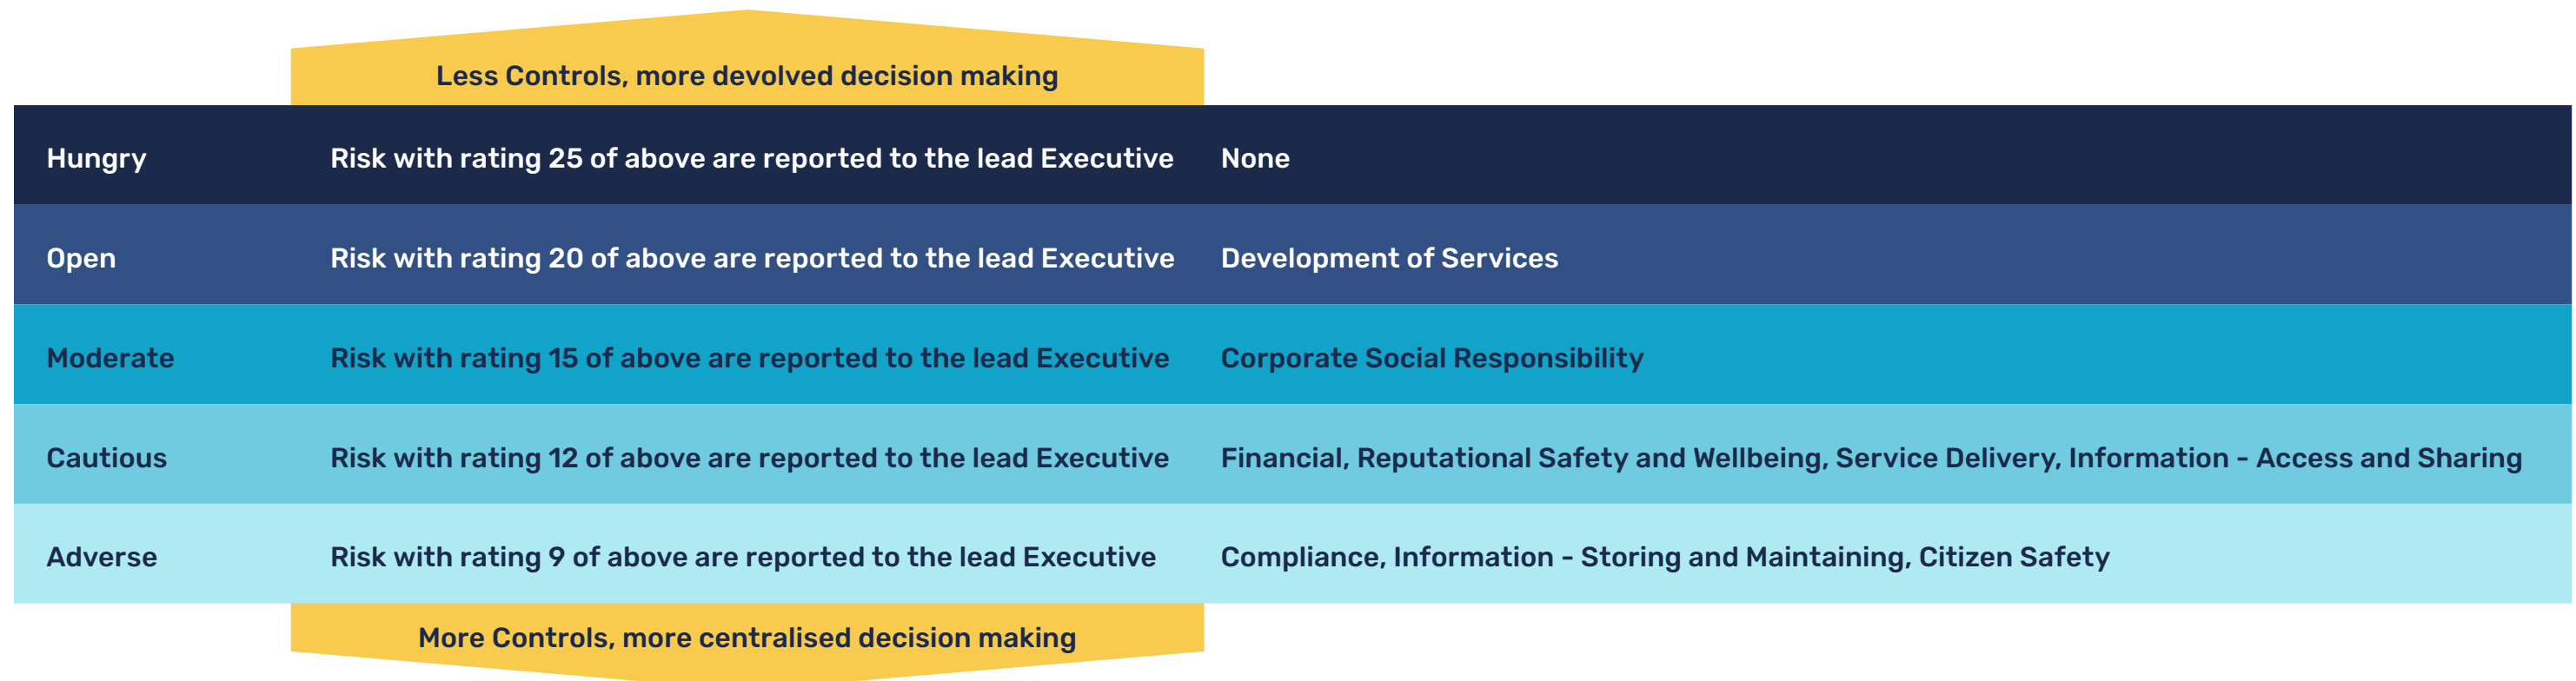 Less Controls, more devolved decision making
Hungry Risk with rating 25 of above are reported to the lead Executive None
Open Risk with rating 20 of above are reported to the lead Executive Development of Services
Moderate Risk with rating 15 of above are reported to the lead Executive Corporate Social Responsibility
Cautious Risk with rating 12 of above are reported to the lead Executive Financial, Reputational Safety and Wellbeing, Service Delivery, Information - Access and Sharing
Adverse Risk with rating 9 of above are reported to the lead Executive Compliance, Information - Storing and Maintaining, Citizen Safety
More Controls, more centralised decision making